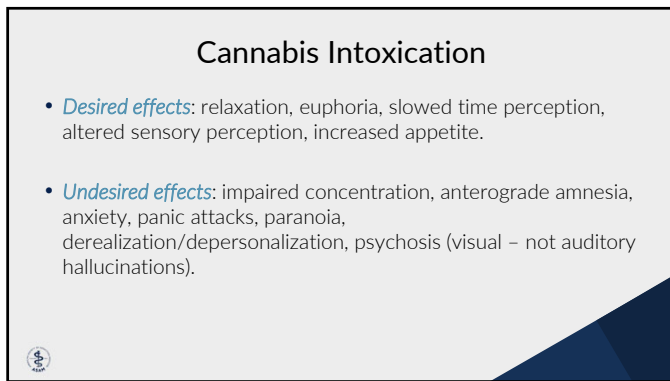 Cannabis Intoxication
• Desired effects: relaxation, euphoria, slowed time perception,
altered sensory perception, increased appetite.
• Undesired effects: impaired concentration, anterograde amnesia,
anxiety, panic attacks, paranoia,
derealization/depersonalization, psychosis (visual – not auditory
hallucinations).
ASAM